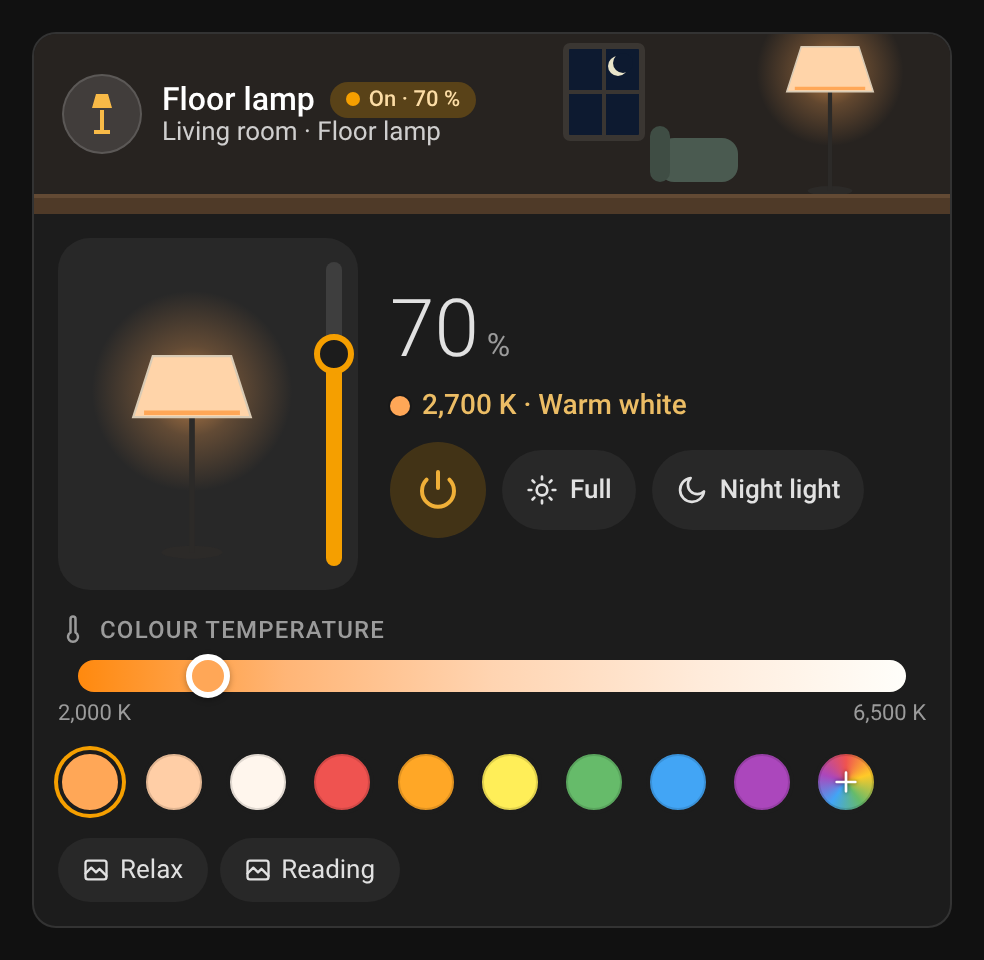 Floor lamp
On · 70 %
Living room · Floor lamp
70 %
2,700 K · Warm white
Full
Night light
COLOUR TEMPERATURE
2,000 K
6,500 K
Relax
Reading